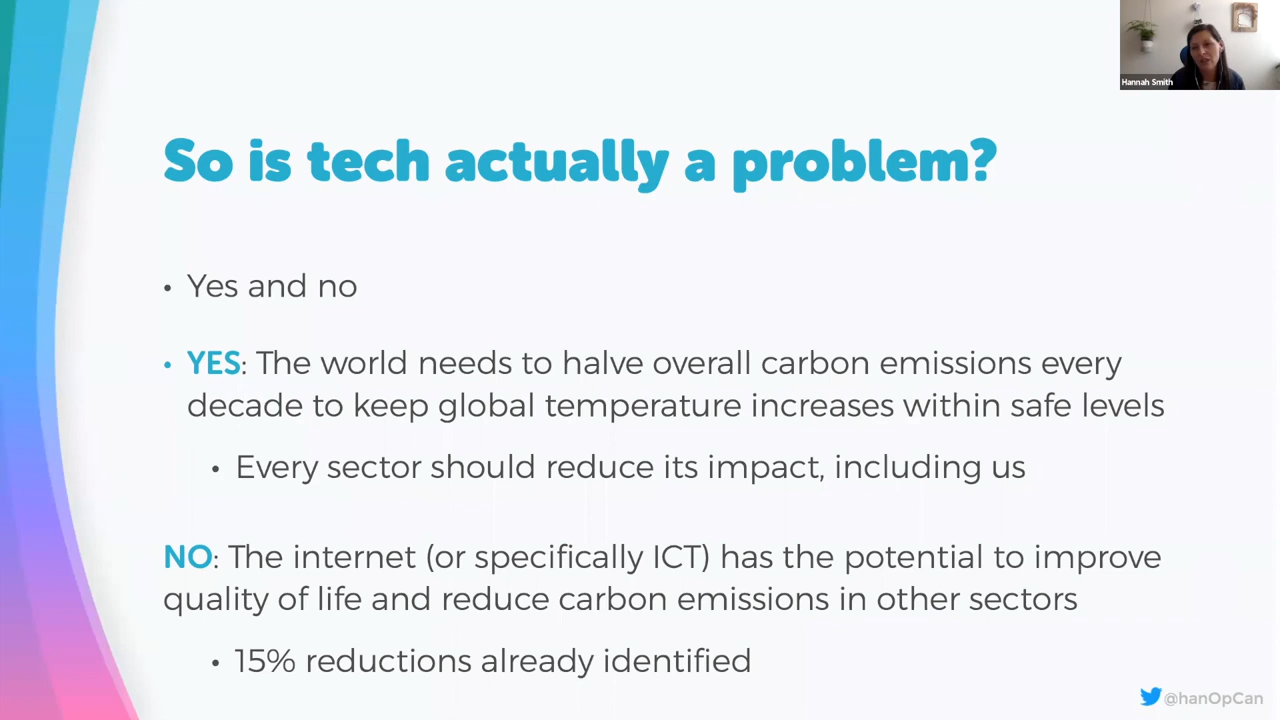 Hannah Smith
So is tech actually a problem?
• Yes and no
• YES: The world needs to halve overall carbon emissions every
decade to keep global temperature increases within safe levels
• Every sector should reduce its impact, including us
NO: The internet (or specifically ICT) has the potential to improve
quality of life and reduce carbon emissions in other sectors
• 15% reductions already identified
@hanOpCan